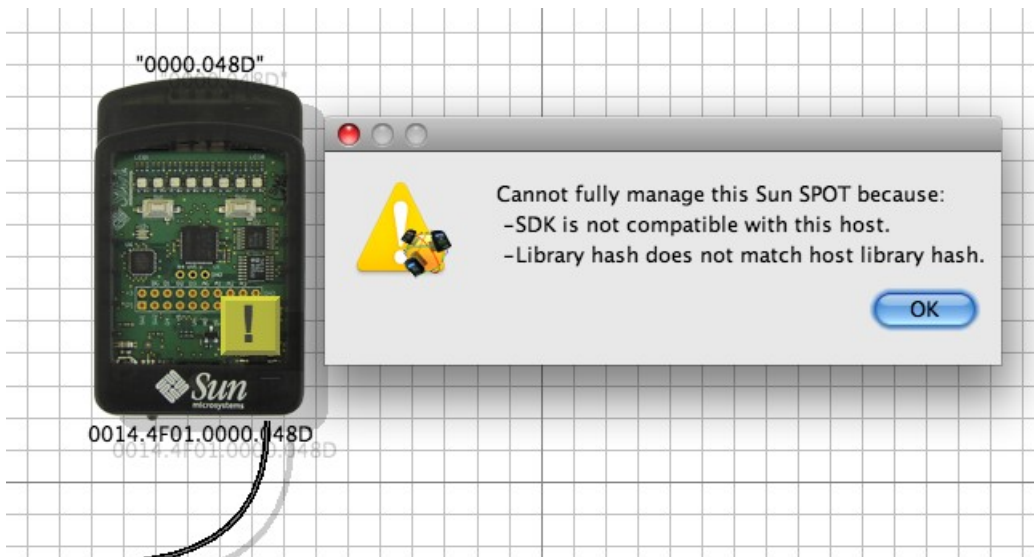 "0000.048D"
Cannot fully manage this Sun SPOT because:
-SDK is not compatible with this host.
-Library hash does not match host library hash.
OK
!
Sun
microsystems
0014.4F01.0000.048D